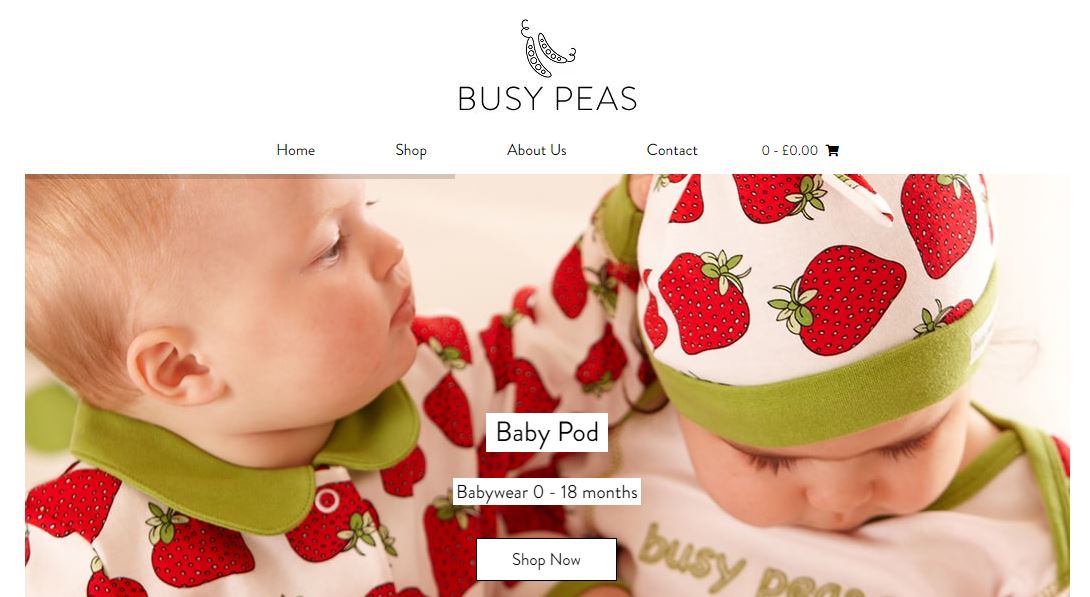 BUSY PEAS
Home
Shop
About Us
Contact
0 - £0.00
Baby Pod
Babywear 0 - 18 months
Shop Now
busy peas